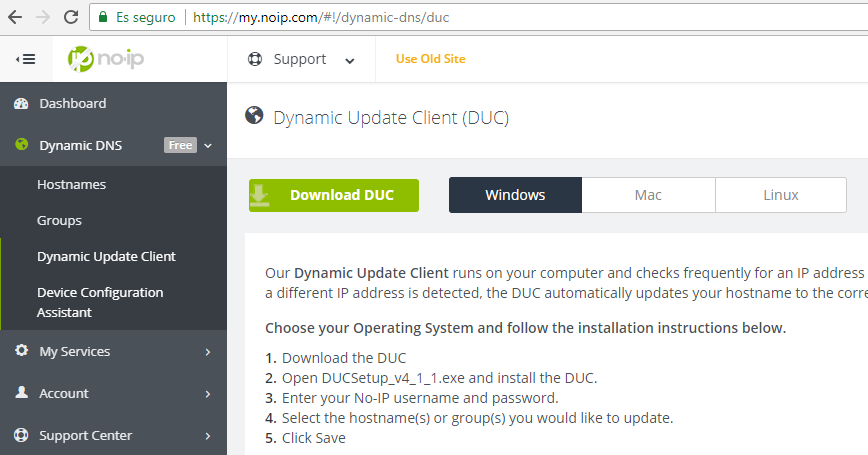 Es seguro https://my.noip.com/#!/dynamic-dns/duc
no-ip
Support
Use Old Site
Dashboard
Dynamic DNS Free
Hostnames
Groups
Dynamic Update Client
Device Configuration
Assistant
My Services
Account
Support Center
Dynamic Update Client (DUC)
Download DUC
Windows
Mac
Linux
Our Dynamic Update Client runs on your computer and checks frequently for an IP address
a different IP address is detected, the DUC automatically updates your hostname to the corre
Choose your Operating System and follow the installation instructions below.
1. Download the DUC
2. Open DUCSetup_v4_1_1.exe and install the DUC.
3. Enter your No-IP username and password.
4. Select the hostname(s) or group(s) you would like to update.
5. Click Save